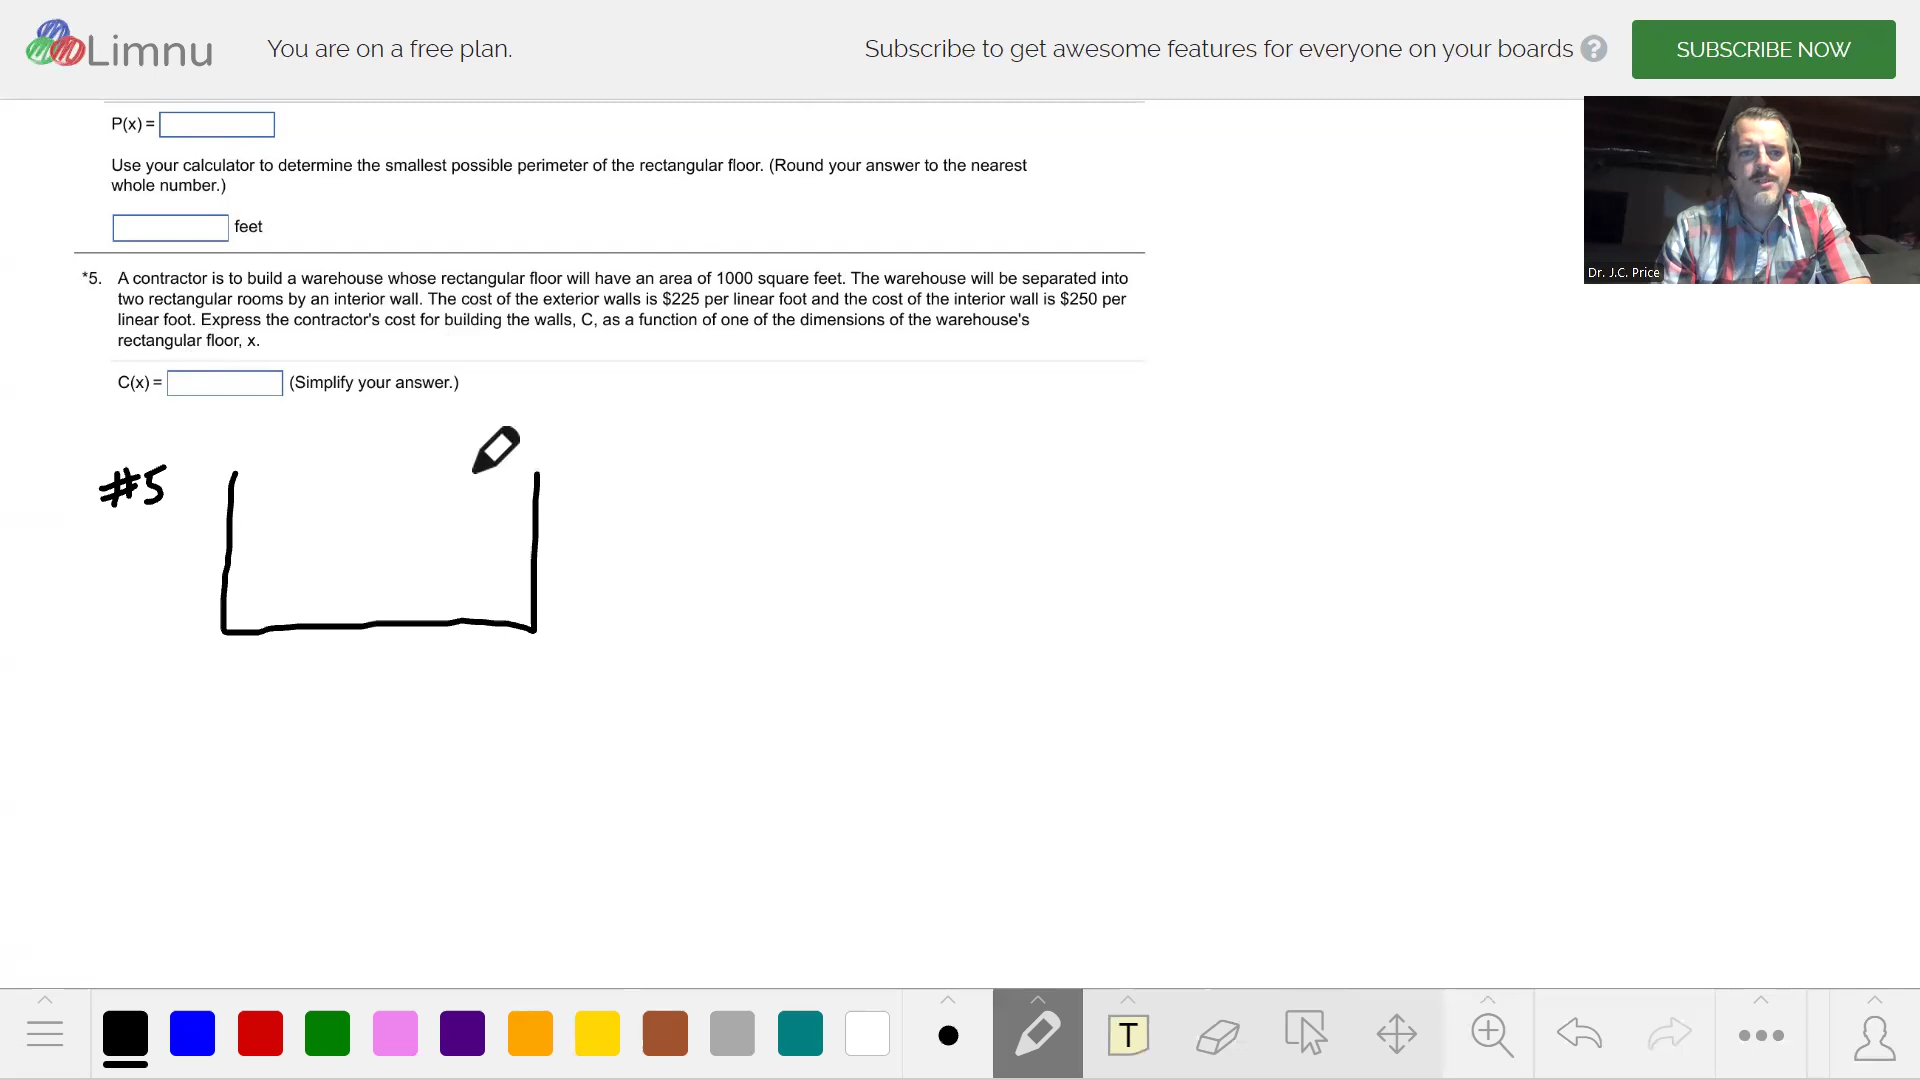 Limnu
You are on a free plan.
Subscribe to get awesome features for everyone on your boards ?
SUBSCRIBE NOW
P(x) =
Use your calculator to determine the smallest possible perimeter of the rectangular floor. (Round your answer to the nearest
whole number.)
feet
Dr. J.C. Price
*5. A contractor is to build a warehouse whose rectangular floor will have an area of 1000 square feet. The warehouse will be separated into
two rectangular rooms by an interior wall. The cost of the exterior walls is $225 per linear foot and the cost of the interior wall is $250 per
linear foot. Express the contractor's cost for building the walls, C, as a function of one of the dimensions of the warehouse's
rectangular floor, x.
C(x) = (Simplify your answer.)
#5
T